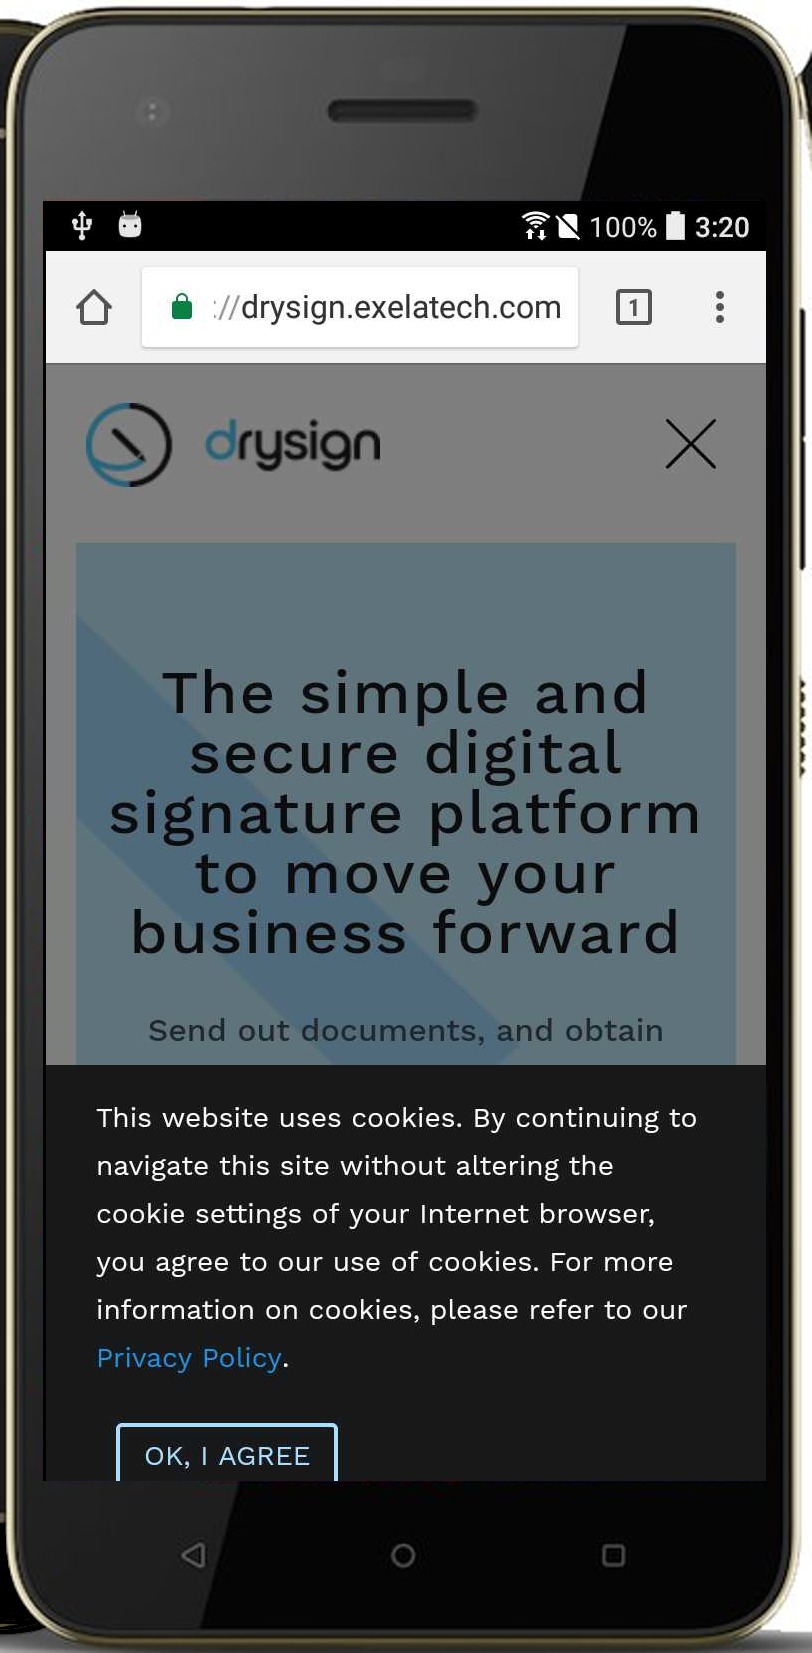 100% 3:20
://drysign.exelatech.com 1
drysign
The simple and
secure digital
signature platform
to move your
business forward
Send out documents, and obtain
This website uses cookies. By continuing to
navigate this site without altering the
cookie settings of your Internet browser,
you agree to our use of cookies. For more
information on cookies, please refer to our
Privacy Policy.
OK, I AGREE